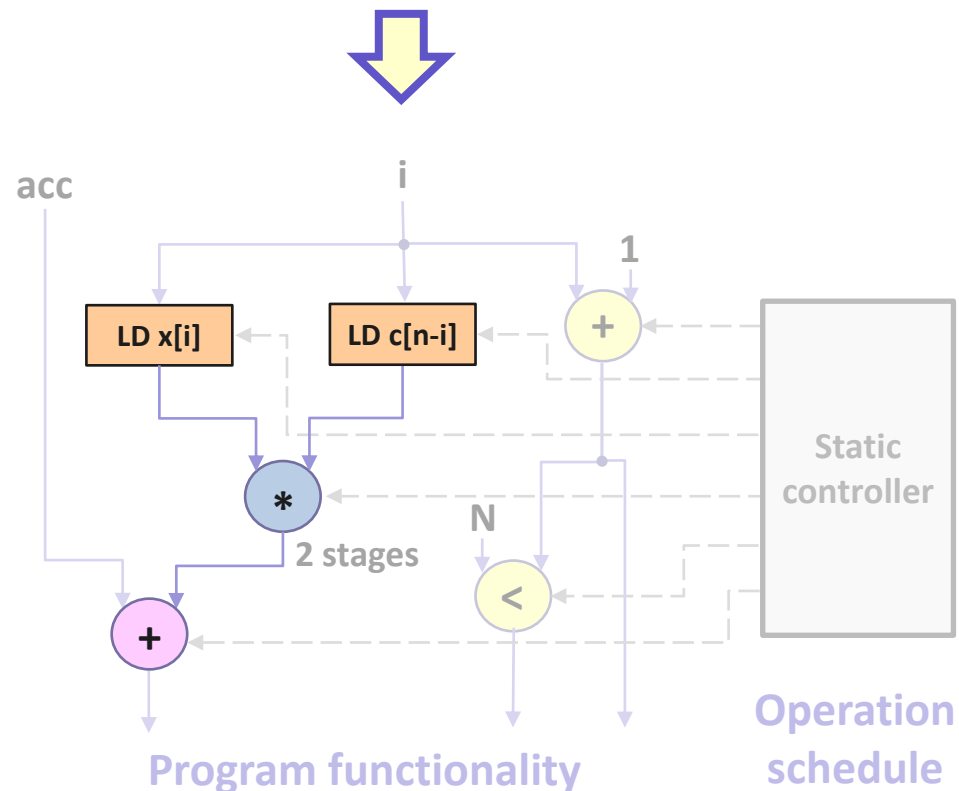 i
acc
1
LD x[i]
LD c[n-i]
+
Static
controller
*
N
2 stages
<
+
Operation
schedule
Program functionality